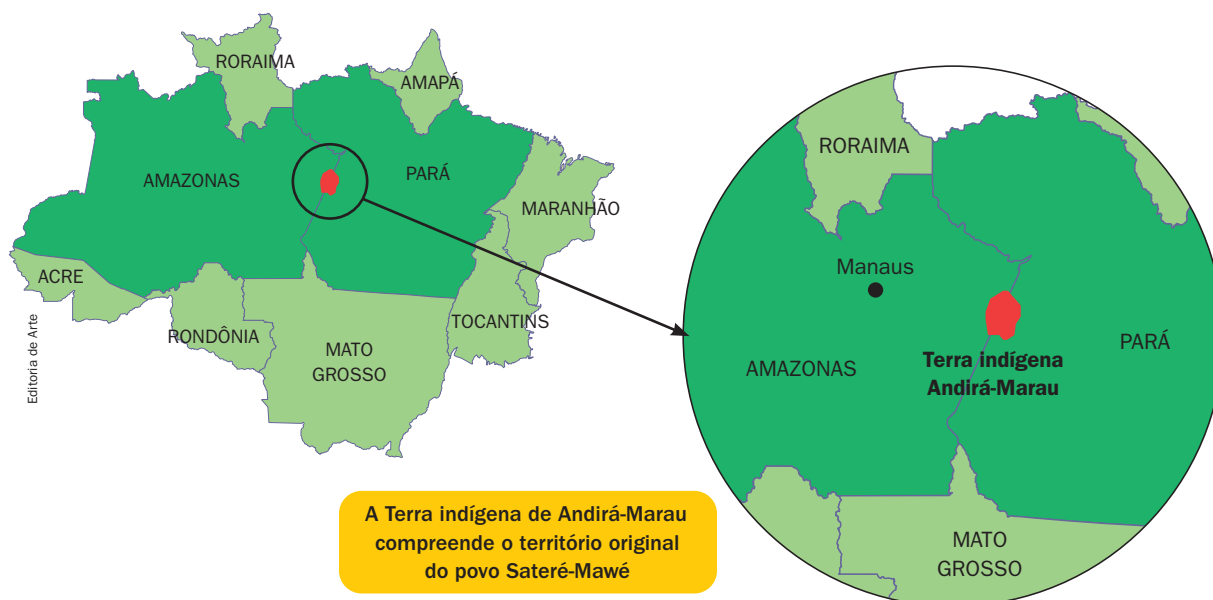 RORAIMA
AMAPÁ
AMAZONAS
PARÁ
MARANHÃO
ACRE
RONDÔNIA
TOCANTINS
MATO
GROSSO
Editoria de Arte
RORAIMA
Manaus
AMAZONAS
PARÁ
Terra indígena
Andirá-Marau
MATO
GROSSO
A Terra indígena de Andirá-Marau
compreende o território original
do povo Sateré-Mawé